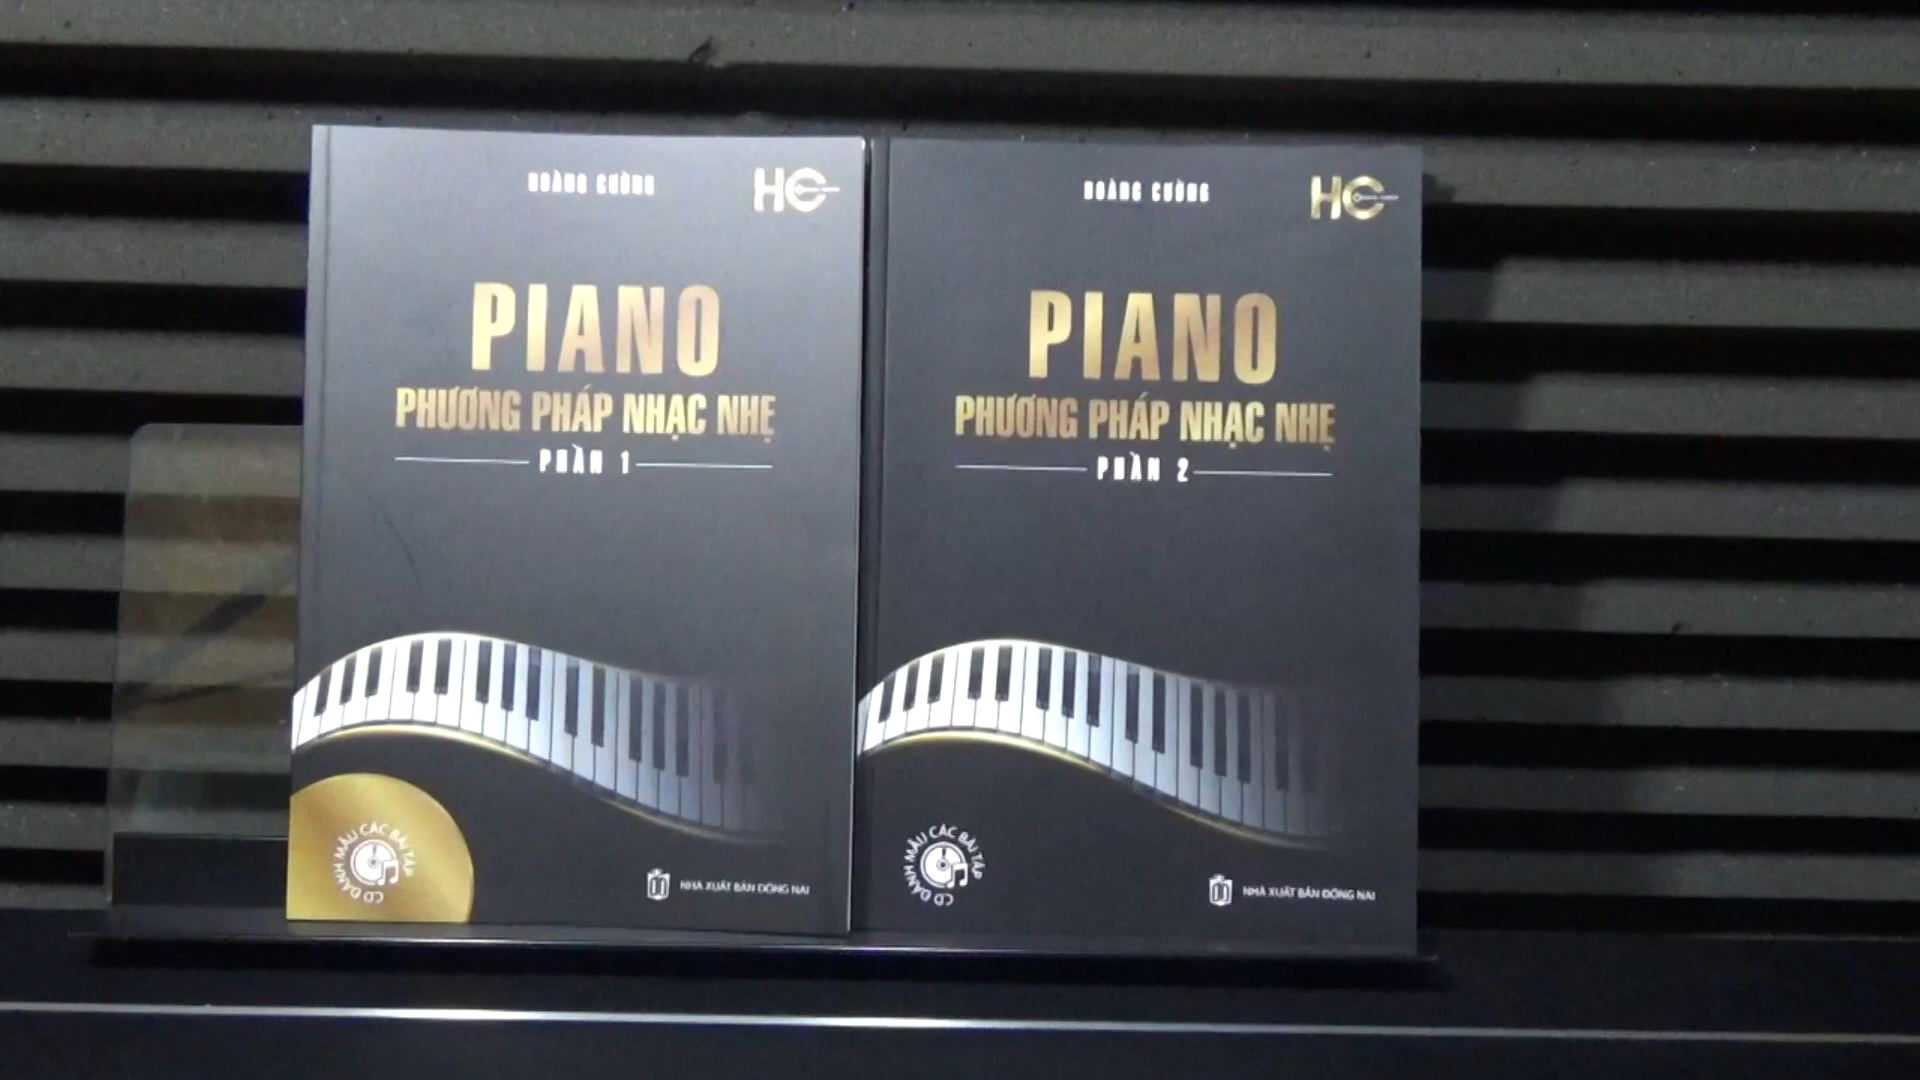 HOÀNG CƯỜNG
HC
PIANO
PHƯƠNG PHÁP NHẠC NHẸ
PHẦN 1
CD ĐÁNH MẪU CÁC BÀI TẬP
NHÀ XUẤT BẢN ĐỒNG NAI
HOÀNG CƯỜNG
HC
PIANO
PHƯƠNG PHÁP NHẠC NHẸ
PHẦN 2
CD ĐÁNH MẪU CÁC BÀI TẬP
NHÀ XUẤT BẢN ĐỒNG NAI